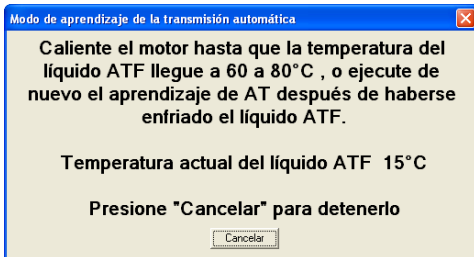 Modo de aprendizaje de la transmisión automática
Caliente el motor hasta que la temperatura del
líquido ATF llegue a 60 a 80°C , o ejecute de
nuevo el aprendizaje de AT después de haberse
enfriado el líquido ATF.
Temperatura actual del líquido ATF 15°C
Presione "Cancelar" para detenerlo
Cancelar